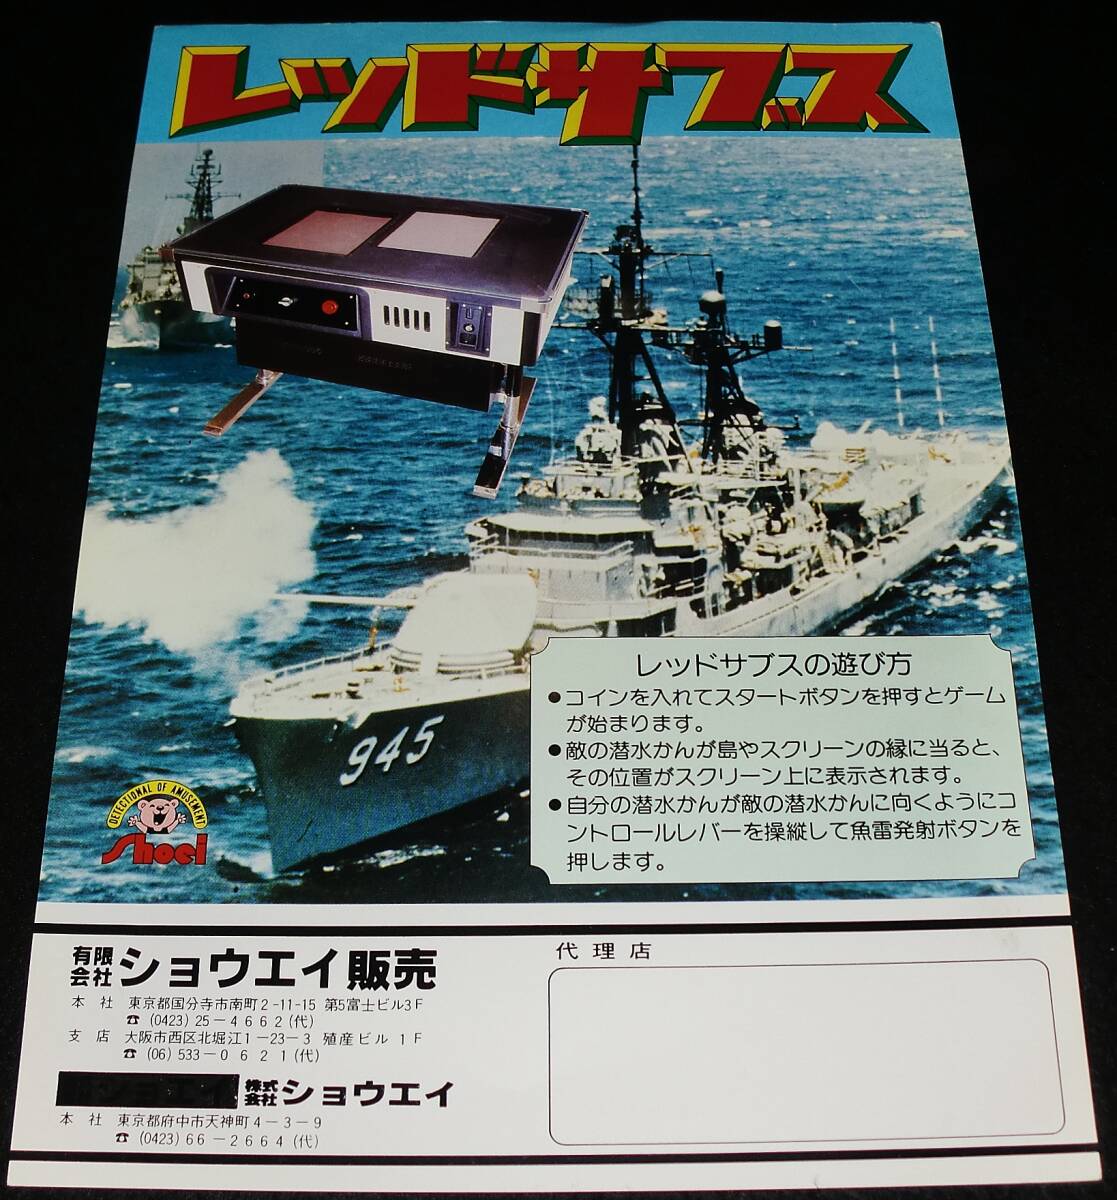 レッドサブス
945
レッドサブスの遊び方
●コインを入れてスタートボタンを押すとゲーム
が始まります。
●敵の潜水かんが島やスクリーンの縁に当ると、
その位置がスクリーン上に表示されます。
●自分の潜水かんが敵の潜水かんに向くようにコ
ントロールレバーを操縦して魚雷発射ボタンを
押します。
DETECTIONAL OF AMUSEMENT
Shoei
有限会社ショウエイ販売
本 社 東京都国分寺市南町2-11-15 第5富士ビル3F
☎ (0423) 25-4662(代)
支 店 大阪市西区北堀江1-23-3 殖産ビル 1F
☎ (06) 533-0621(代)
株式会社ショウエイ
本 社 東京都府中市天神町4-3-9
☎ (0423) 66-2664(代)
代理店